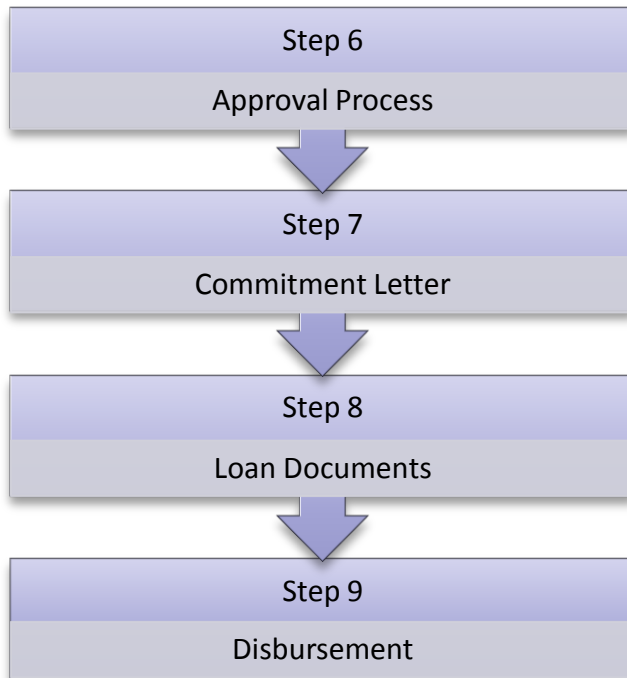 Step 6
Approval Process
Step 7
Commitment Letter
Step 8
Loan Documents
Step 9
Disbursement